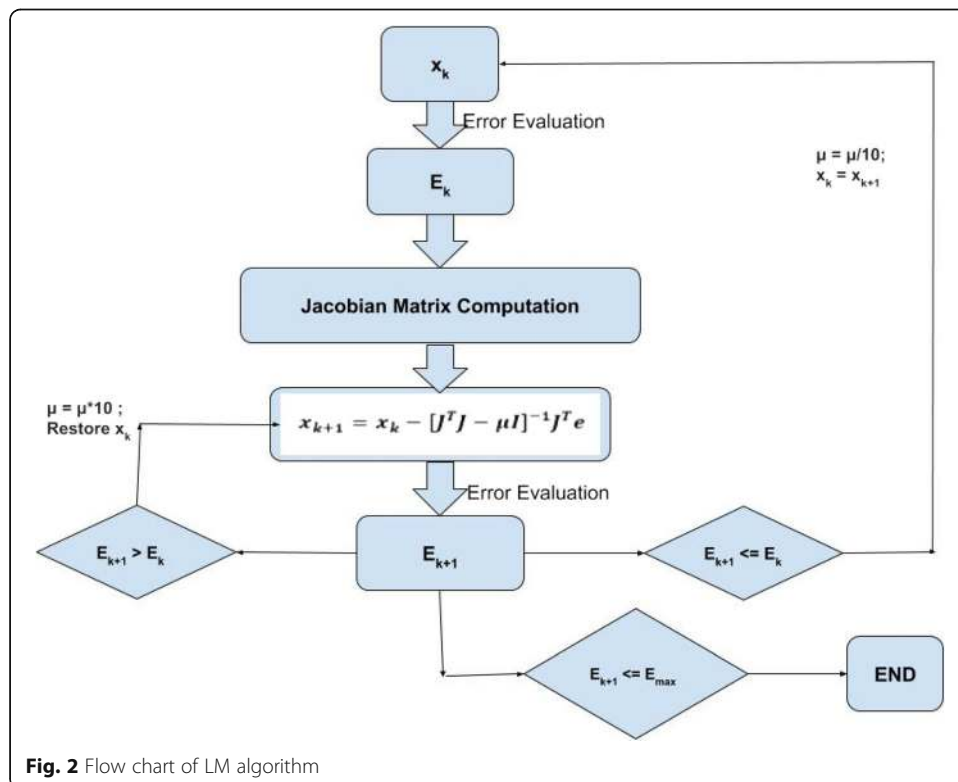 x_k
Error Evaluation
μ = μ/10;
x_k = x_{k+1}
E_k
Jacobian Matrix Computation
μ = μ*10 ;
Restore x_k
x_{k+1} = x_k − [J^T J − μI]^{−1} J^T e
Error Evaluation
E_{k+1} > E_k
E_{k+1}
E_{k+1} <= E_k
E_{k+1} <= E_{max}
END
Fig. 2 Flow chart of LM algorithm